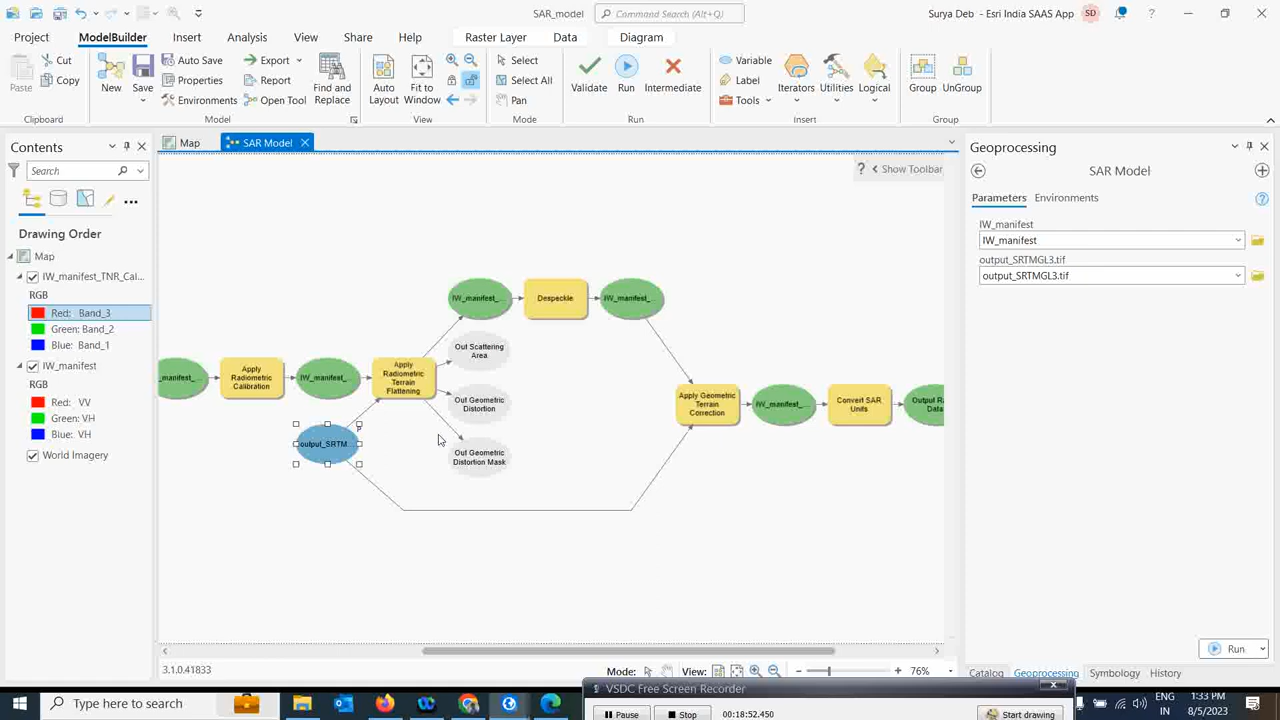 SAR_model
Command Search (Alt+Q)
Surya Deb - Esri India SAAS App
SD
?
Project
ModelBuilder
Insert
Analysis
View
Share
Help
Raster Layer
Data
Diagram
Paste
Cut
Copy
Clipboard
New
Save
Auto Save
Properties
Environments
Export
Report
Open Tool
Find and Replace
Model
Auto Layout
Fit to Window
View
Select
Select All
Pan
Mode
Validate
Run
Intermediate
Run
Variable
Label
Tools
Iterators
Utilities
Logical
Insert
Group
UnGroup
Group
Contents
Search
Drawing Order
Map
IW_manifest_TNR_Cai...
RGB
Red: Band_3
Green: Band_2
Blue: Band_1
IW_manifest
RGB
Red: VV
Green: VH
Blue: VH
World Imagery
Map
SAR Model
? Show Toolbar
_manifest_...
Apply
Radiometric
Calibration
IW_manifest_...
Apply
Radiometric
Terrain
Flattening
output_SRTM...
IW_manifest_...
Despeckle
IW_manifest_...
Out Scattering
Area
Out Geometric
Distortion
Out Geometric
Distortion Mask
Apply Geometric
Terrain
Correction
IW_manifest_...
Convert SAR
Units
Output Ra
Data
3.1.0.41833
Mode:
View:
76%
Geoprocessing
SAR Model
Parameters
Environments
IW_manifest
IW_manifest
output_SRTMGL3.tif
output_SRTMGL3.tif
Run
Catalog
Geoprocessing
Symbology
History
VSDC Free Screen Recorder
Pause
Stop
00:18:52.450
Start drawing
Type here to search
ENG
IN
1:33 PM
8/5/2023